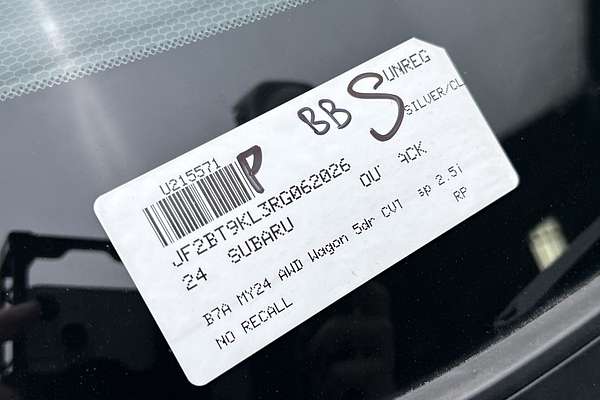 U215571 P BB S UNREG
JF2BT9KL3RG062026 SILVER/CL
24 SUBARU OU ACK
B7A MY24 AWD Wagon 5dr CVT sp 2.5i
NO RECALL RP